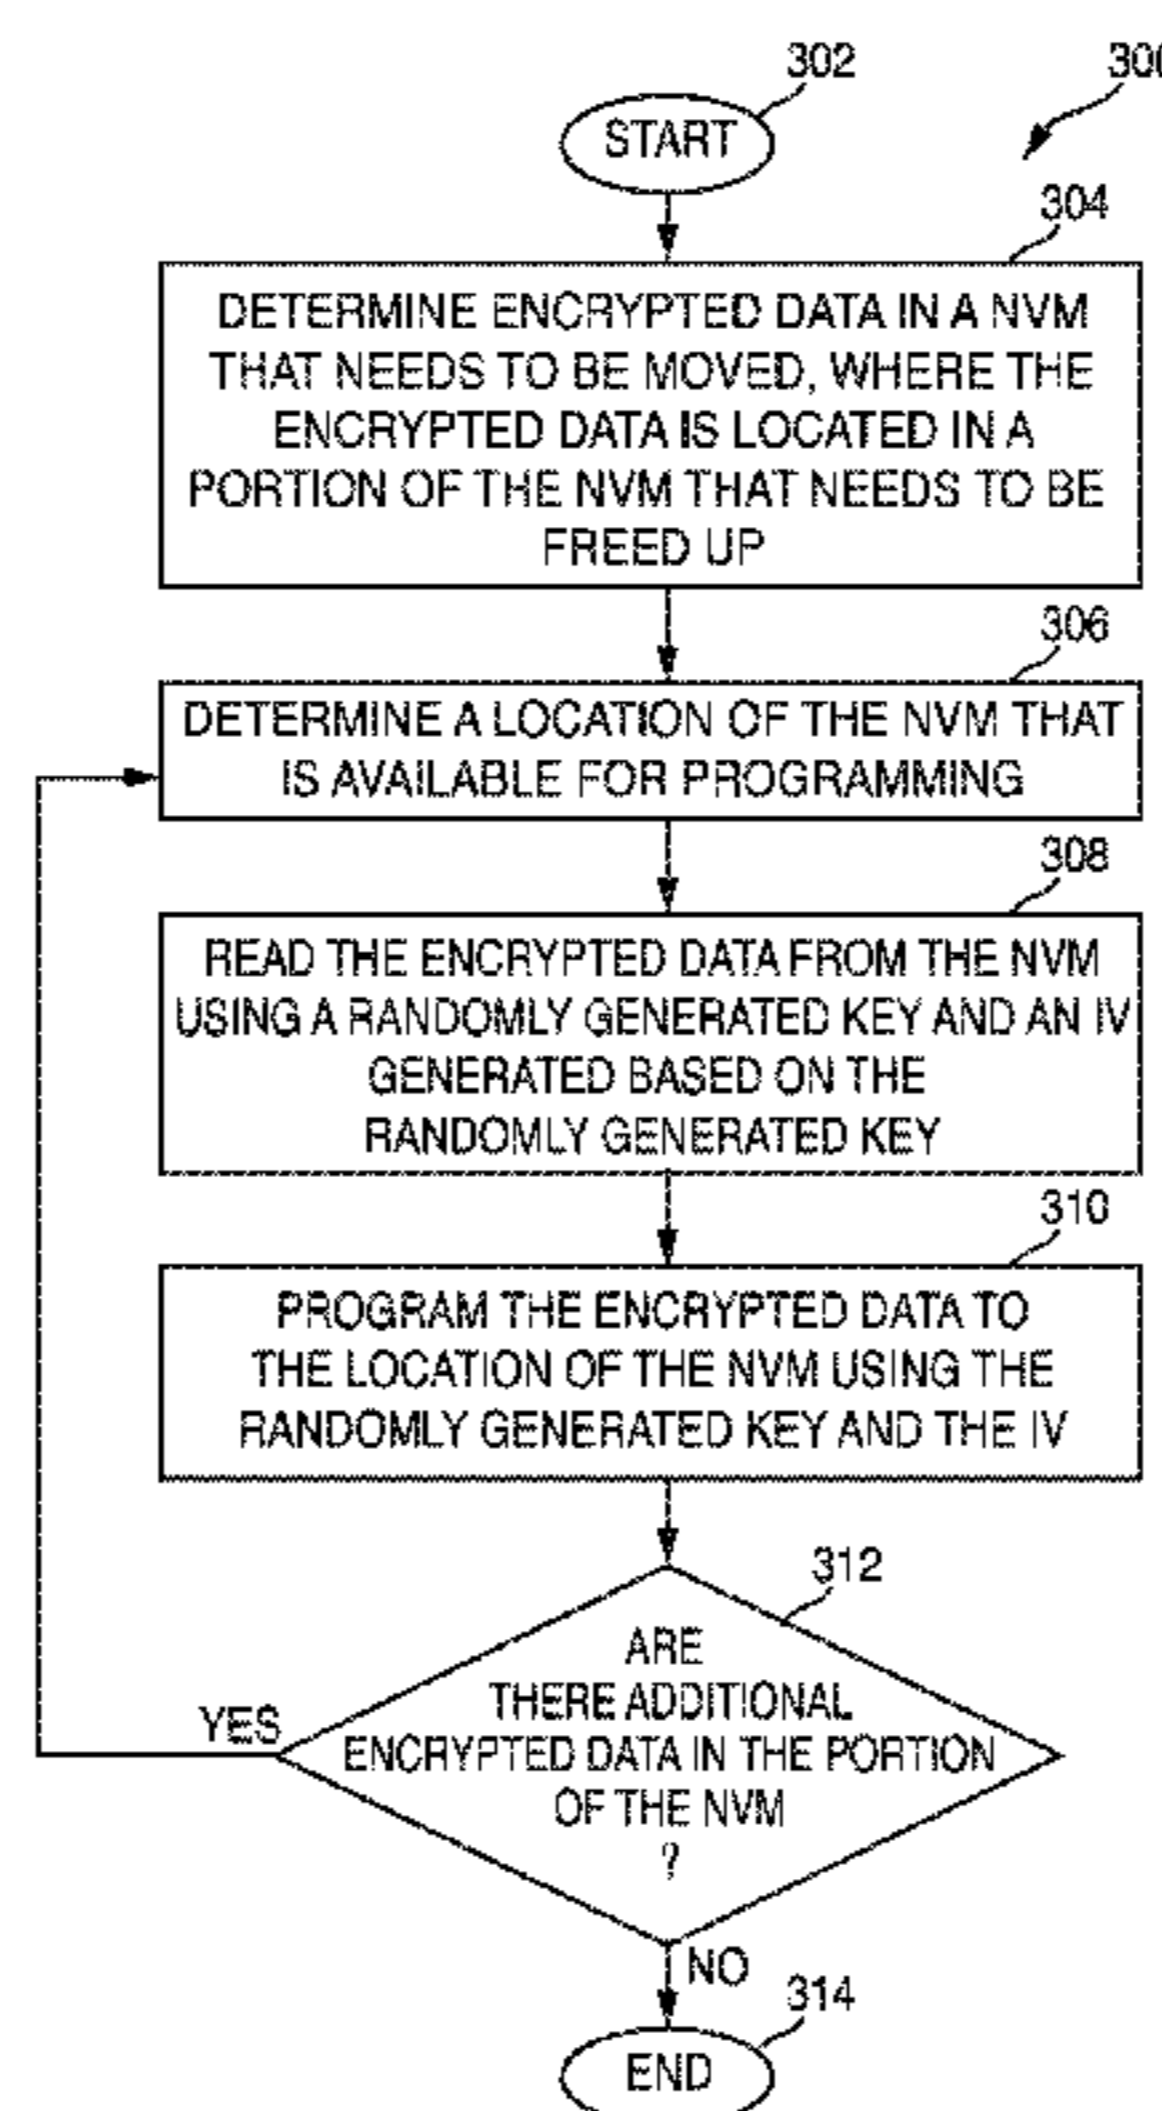 302
300
START
304
DETERMINE ENCRYPTED DATA IN A NVM
THAT NEEDS TO BE MOVED, WHERE THE
ENCRYPTED DATA IS LOCATED IN A
PORTION OF THE NVM THAT NEEDS TO BE
FREED UP
306
DETERMINE A LOCATION OF THE NVM THAT
IS AVAILABLE FOR PROGRAMMING
308
READ THE ENCRYPTED DATA FROM THE NVM
USING A RANDOMLY GENERATED KEY AND AN IV
GENERATED BASED ON THE
RANDOMLY GENERATED KEY
310
PROGRAM THE ENCRYPTED DATA TO
THE LOCATION OF THE NVM USING THE
RANDOMLY GENERATED KEY AND THE IV
312
ARE
THERE ADDITIONAL
ENCRYPTED DATA IN THE PORTION
OF THE NVM
?
YES
NO
314
END